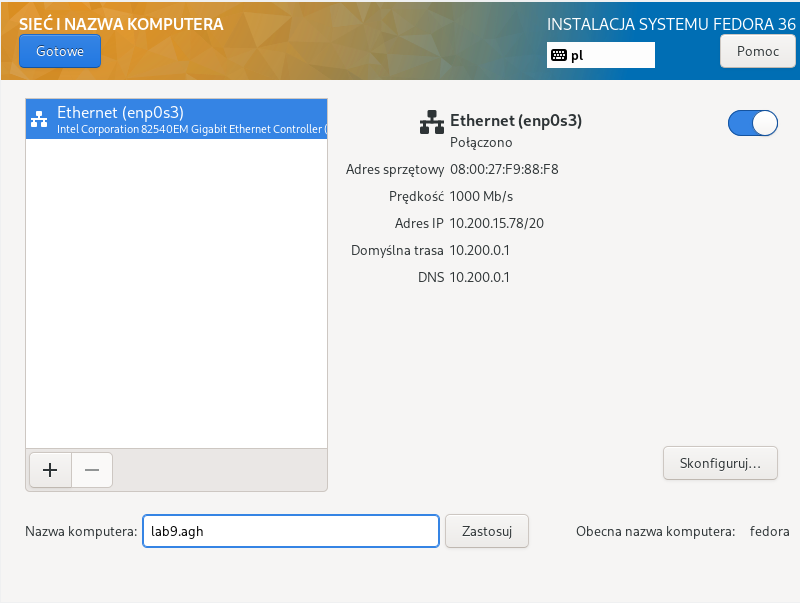 SIEĆ I NAZWA KOMPUTERA
INSTALACJA SYSTEMU FEDORA 36
Gotowe
pl
Pomoc
Ethernet (enp0s3)
Intel Corporation 82540EM Gigabit Ethernet Controller (
Ethernet (enp0s3)
Połączono
Adres sprzętowy 08:00:27:F9:88:F8
Prędkość 1000 Mb/s
Adres IP 10.200.15.78/20
Domyślna trasa 10.200.0.1
DNS 10.200.0.1
Skonfiguruj...
Nazwa komputera: lab9.agh Zastosuj Obecna nazwa komputera: fedora